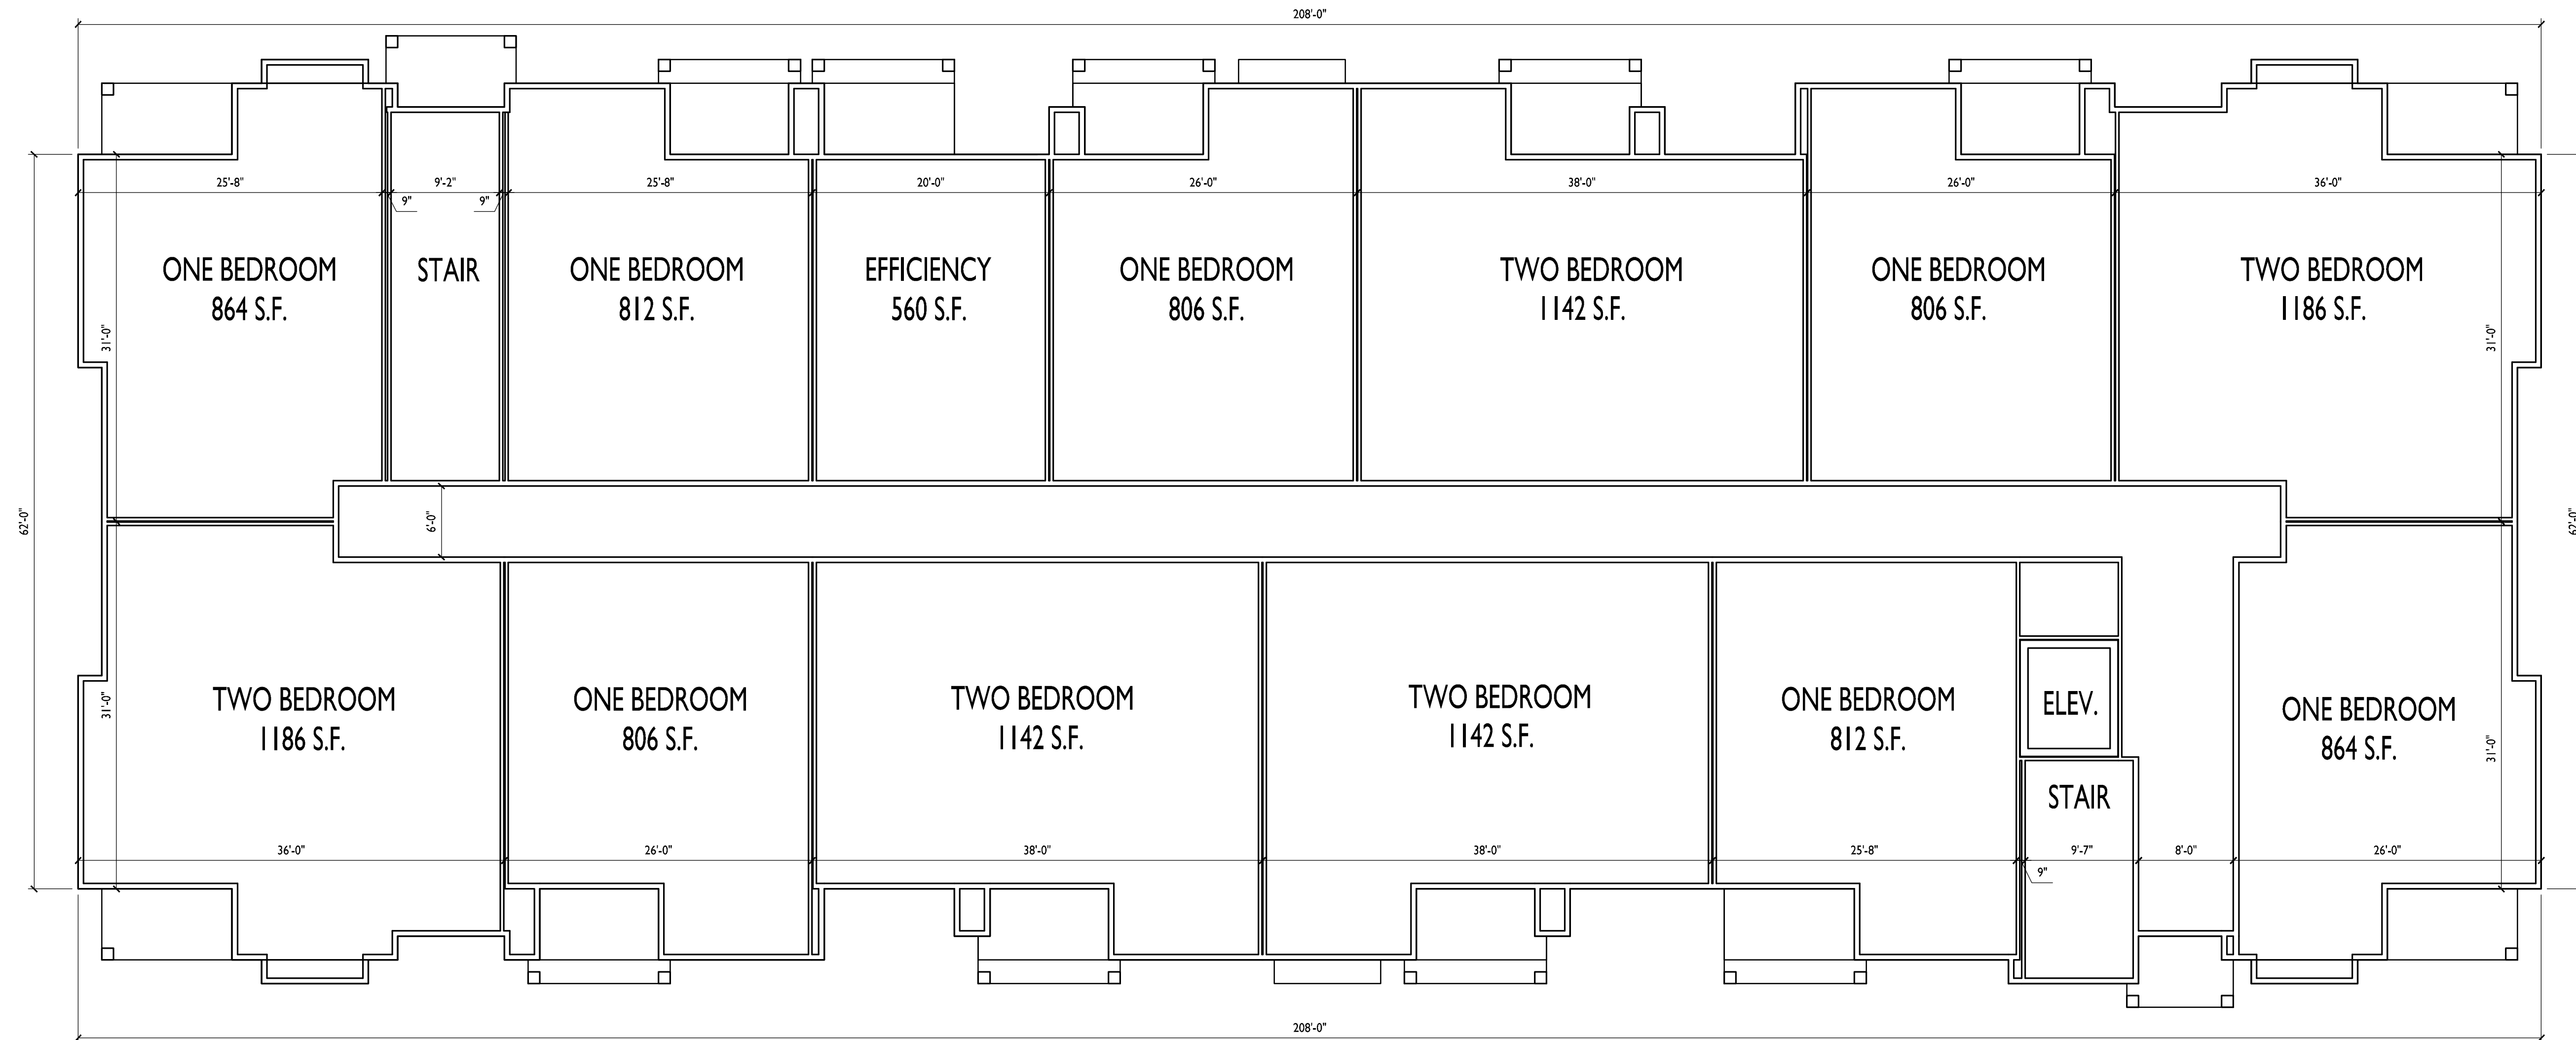 208'-0"
25'-8"
9'-2"
25'-8"
20'-0"
26'-0"
38'-0"
26'-0"
36'-0"
9"
9"
ONE BEDROOM
864 S.F.
STAIR
ONE BEDROOM
812 S.F.
EFFICIENCY
560 S.F.
ONE BEDROOM
806 S.F.
TWO BEDROOM
1142 S.F.
ONE BEDROOM
806 S.F.
TWO BEDROOM
1186 S.F.
31'-0"
31'-0"
62'-0"
6'-0"
62'-0"
TWO BEDROOM
1186 S.F.
ONE BEDROOM
806 S.F.
TWO BEDROOM
1142 S.F.
TWO BEDROOM
1142 S.F.
ONE BEDROOM
812 S.F.
ELEV.
STAIR
ONE BEDROOM
864 S.F.
31'-0"
31'-0"
36'-0"
26'-0"
38'-0"
38'-0"
25'-8"
9'-7"
8'-0"
26'-0"
9"
208'-0"